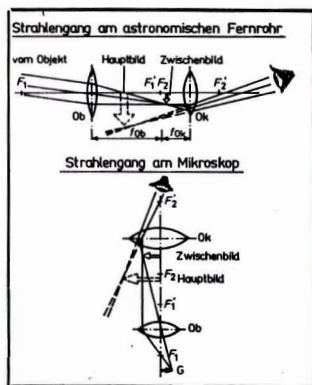 Strahlengang am astronomischen Fernrohr
vom Objekt Hauptbild Zwischenbild
F₁ F₁' F₂ F₂'
Ob Ok
fOb fOk
Strahlengang am Mikroskop
F₂'
Ok
Zwischenbild
F₂
Hauptbild
F₁'
Ob
F₁
G